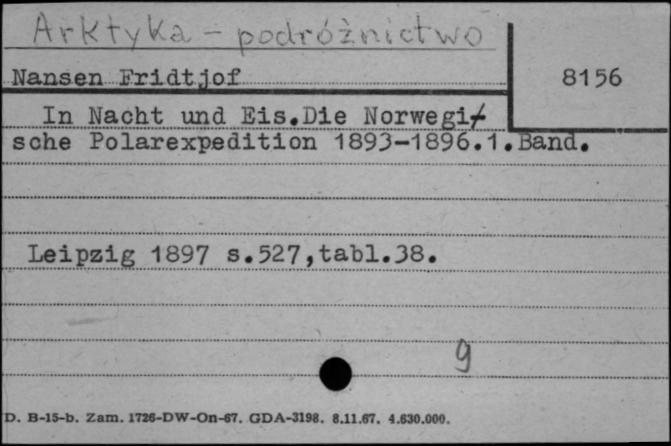 Arktyka - podróżnictwo
Nansen Fridtjof
8156
In Nacht und Eis.Die Norwegi-
sche Polarexpedition 1893-1896.1.Band.
Leipzig 1897 s.527,tabl.38.
9
D. B-15-b. Zam. 1726-DW-On-67. GDA-3198. 8.11.67. 4.630.000.